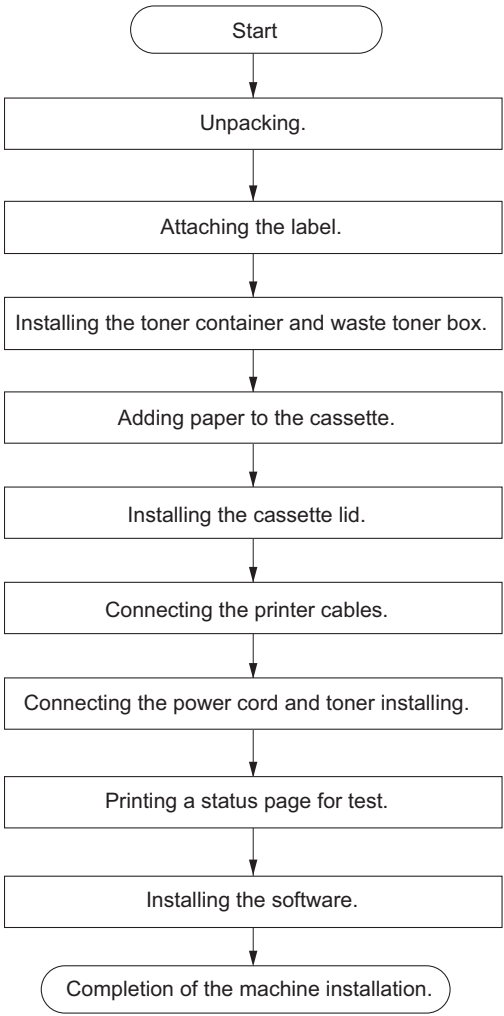 Start
Unpacking.
Attaching the label.
Installing the toner container and waste toner box.
Adding paper to the cassette.
Installing the cassette lid.
Connecting the printer cables.
Connecting the power cord and toner installing.
Printing a status page for test.
Installing the software.
Completion of the machine installation.